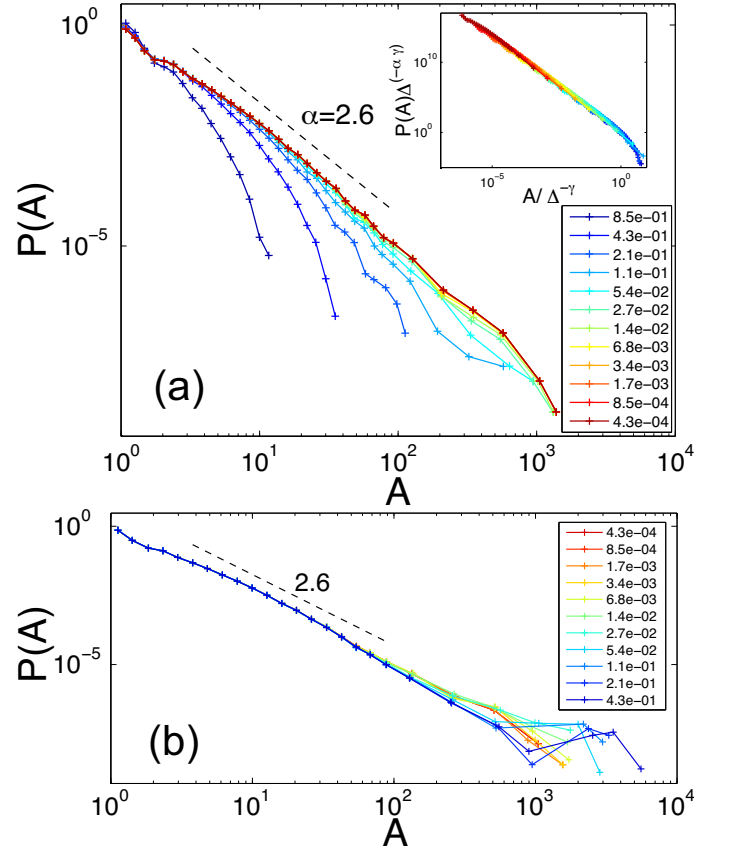 10^0
10^{-5}
P(A)
α=2.6
(a)
10^{10}
10^0
P(A)Δ^{(-α γ)}
10^{-5}
10^0
A/ Δ^{-γ}
8.5e−01
4.3e−01
2.1e−01
1.1e−01
5.4e−02
2.7e−02
1.4e−02
6.8e−03
3.4e−03
1.7e−03
8.5e−04
4.3e−04
10^0 10^1 10^2 10^3 10^4
A
10^0
10^{-5}
P(A)
2.6
(b)
4.3e−04
8.5e−04
1.7e−03
3.4e−03
6.8e−03
1.4e−02
2.7e−02
5.4e−02
1.1e−01
2.1e−01
4.3e−01
10^0 10^1 10^2 10^3 10^4
A